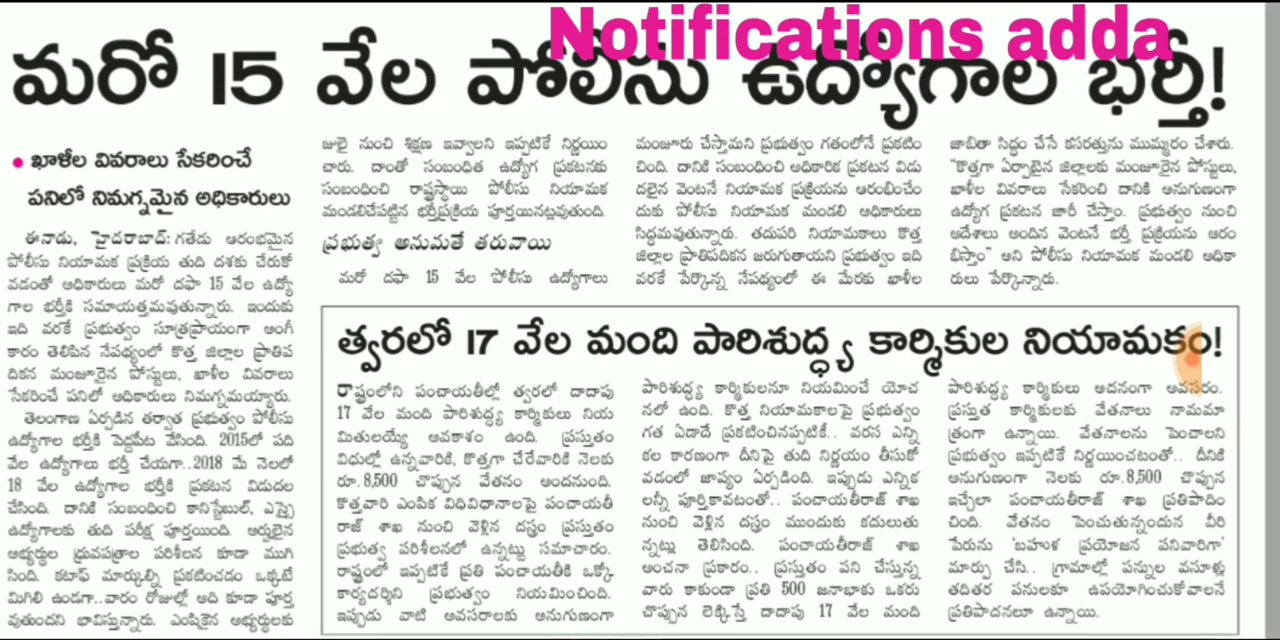 Notifications adda
మరో 15 వేల పోలీసు ఉద్యోగాల భర్తీ!
• ఖాళీల వివరాలు సేకరించే
పనిలో నిమగ్నమైన అధికారులు
ఈనాడు, హైదరాబాద్: గతేడు ఆరంభమైన
పోలీసు నియామక ప్రక్రియ తుది దశకు చేరుకో
వడంతో అధికారులు మరో దఫా 15 వేల ఉద్యో
గాల భర్తీకి సమాయత్తమవుతున్నారు. ఇందుకు
ఇది వరకే ప్రభుత్వం సూత్రప్రాయంగా అంగీ
కారం తెలిపిన నేపథ్యంలో కొత్త జిల్లాల ప్రాతిప
దికన మంజూరైన పోస్టులు, ఖాళీల వివరాలు
సేకరించే పనిలో అధికారులు నిమగ్నమయ్యారు.
తెలంగాణ ఏర్పడిన తర్వాత ప్రభుత్వం పోలీసు
ఉద్యోగాల భర్తీకి పెద్దపీట వేసింది. 2015లో పది
వేల ఉద్యోగాలు భర్తీ చేయగా..2018 మే నెలలో
18 వేల ఉద్యోగాల భర్తీకి ప్రకటన విడుదల
చేసింది. దానికి సంబంధించి కానిస్టేబుల్, ఎస్సై
ఉద్యోగాలకు తుది పరీక్ష పూర్తయింది. అర్హులైన
అభ్యర్థుల ధ్రువపత్రాల పరిశీలన కూడా ముగి
సింది. కటాఫ్ మార్కుల్ని ప్రకటించడం ఒక్కటే
మిగిలి ఉండగా..వారం రోజుల్లో అది కూడా పూర్త
వుతుందని భావిస్తున్నారు. ఎంపికైన అభ్యర్థులకు
జులై నుంచి శిక్షణ ఇవ్వాలని ఇప్పటికే నిర్ణయిం
చారు. దాంతో సంబంధిత ఉద్యోగ ప్రకటనకు
సంబంధించి రాష్ట్రస్థాయి పోలీసు నియామక
మండలిచేపట్టిన భర్తీప్రక్రియ పూర్తయినట్లవుతుంది.
ప్రభుత్వ అనుమతే తరువాయి
మరో దఫా 15 వేల పోలీసు ఉద్యోగాలు
మంజూరు చేస్తామని ప్రభుత్వం గతంలోనే ప్రకటిం
చింది. దానికి సంబంధించి అధికారిక ప్రకటన విడు
దలైన వెంటనే నియామక ప్రక్రియను ఆరంభించేం
దుకు పోలీసు నియామక మండలి అధికారులు
సిద్ధమవుతున్నారు. తదుపరి నియామకాలు కొత్త
జిల్లాల ప్రాతిపదికన జరుగుతాయని ప్రభుత్వం ఇది
వరకే పేర్కొన్న నేపథ్యంలో ఈ మేరకు ఖాళీల
జాబితా సిద్ధం చేసే కసరత్తును ముమ్మరం చేశారు.
"కొత్తగా ఏర్పాటైన జిల్లాలకు మంజూరైన పోస్టులు,
ఖాళీల వివరాలు సేకరించి దానికి అనుగుణంగా
ఉద్యోగ ప్రకటన జారీ చేస్తాం. ప్రభుత్వం నుంచి
ఆదేశాలు అందిన వెంటనే భర్తీ ప్రక్రియను ఆరం
భిస్తాం" అని పోలీసు నియామక మండలి అధికా
రులు పేర్కొన్నారు.
త్వరలో 17 వేల మంది పారిశుద్ధ్య కార్మికుల నియామకం!
రాష్ట్రంలోని పంచాయతీల్లో త్వరలో దాదాపు
17 వేల మంది పారిశుద్ధ్య కార్మికులు నియ
మితులయ్యే అవకాశం ఉంది. ప్రస్తుతం
విధుల్లో ఉన్నవారికి, కొత్తగా చేరేవారికి నెలకు
రూ.8,500 చొప్పున వేతనం అందనుంది.
కొత్తవారి ఎంపిక విధివిధానాలపై పంచాయతీ
రాజ్ శాఖ నుంచి వెళ్లిన దస్త్రం ప్రస్తుతం
ప్రభుత్వ పరిశీలనలో ఉన్నట్టు సమాచారం.
రాష్ట్రంలో ఇప్పటికే ప్రతి పంచాయతీకి ఒక్కో
కార్యదర్శిని ప్రభుత్వం నియమించింది.
ఇప్పుడు వాటి అవసరాలకు అనుగుణంగా
పారిశుద్ధ్య కార్మికులనూ నియమించే యోచ
నలో ఉంది. కొత్త నియామకాలపై ప్రభుత్వం
గత ఏడాదే ప్రకటించినప్పటికీ.. వరస ఎన్ని
కల కారణంగా దీనిపై తుది నిర్ణయం తీసుకో
వడంలో జాప్యం ఏర్పడింది. ఇప్పుడు ఎన్నిక
లన్నీ పూర్తికావటంతో.. పంచాయతీరాజ్ శాఖ
నుంచి వెళ్లిన దస్త్రం ముందుకు కదులుతు
న్నట్లు తెలిసింది. పంచాయతీరాజ్ శాఖ
అంచనా ప్రకారం.. ప్రస్తుతం పని చేస్తున్న
వారు కాకుండా ప్రతి 500 జనాభాకు ఒకరు
చొప్పున లెక్కిస్తే దాదాపు 17 వేల మంది
పారిశుద్ధ్య కార్మికులు అదనంగా అవసరం.
ప్రస్తుత కార్మికులకు వేతనాలు నామమా
త్రంగా ఉన్నాయి. వేతనాలను పెంచాలని
ప్రభుత్వం ఇప్పటికే నిర్ణయించటంతో.. దీనికి
అనుగుణంగా నెలకు రూ.8,500 చొప్పున
ఇచ్చేలా పంచాయతీరాజ్ శాఖ ప్రతిపాదిం
చింది. వేతనం పెంచుతున్నందున వీరి
పేరును 'బహుళ ప్రయోజన పనివారిగా'
మార్పు చేసి.. గ్రామాల్లో పన్నుల వసూళ్లు
తదితర పనులకూ ఉపయోగించుకోవాలనే
ప్రతిపాదనలూ ఉన్నాయి.